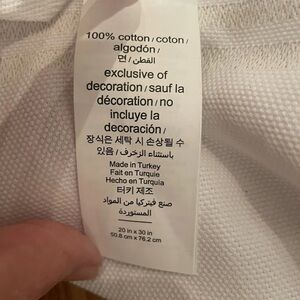 100% cotton / coton /
algodón /
القطن / 면
exclusive of
decoration / sauf la
décoration / no
incluye la
decoración /
장식은 세탁 시 손상될 수
있음 / باستثناء الزخرف
Made in Turkey
Fait en Turquie
Hecho en Turquia
터키 제조
صنع في تركيا من المواد
المستوردة
20 in x 30 in
50.8 cm x 76.2 cm